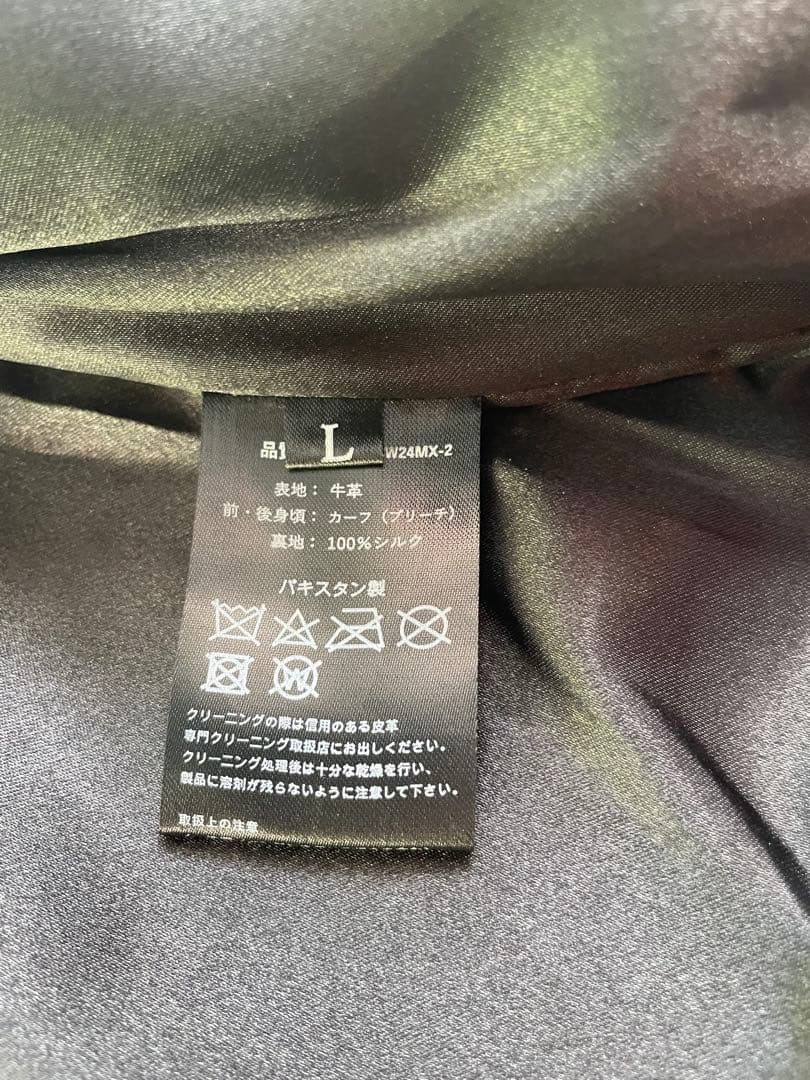 品質 L W24MX-2
表地： 牛革
前・後身頃： カーフ（ブリーチ）
裏地： 100%シルク
パキスタン製
クリーニングの際は信用のある皮革
専門クリーニング取扱店にお出しください。
クリーニング処理後は十分な乾燥を行い、
製品に溶剤が残らないように注意して下さい。
取扱上の注意